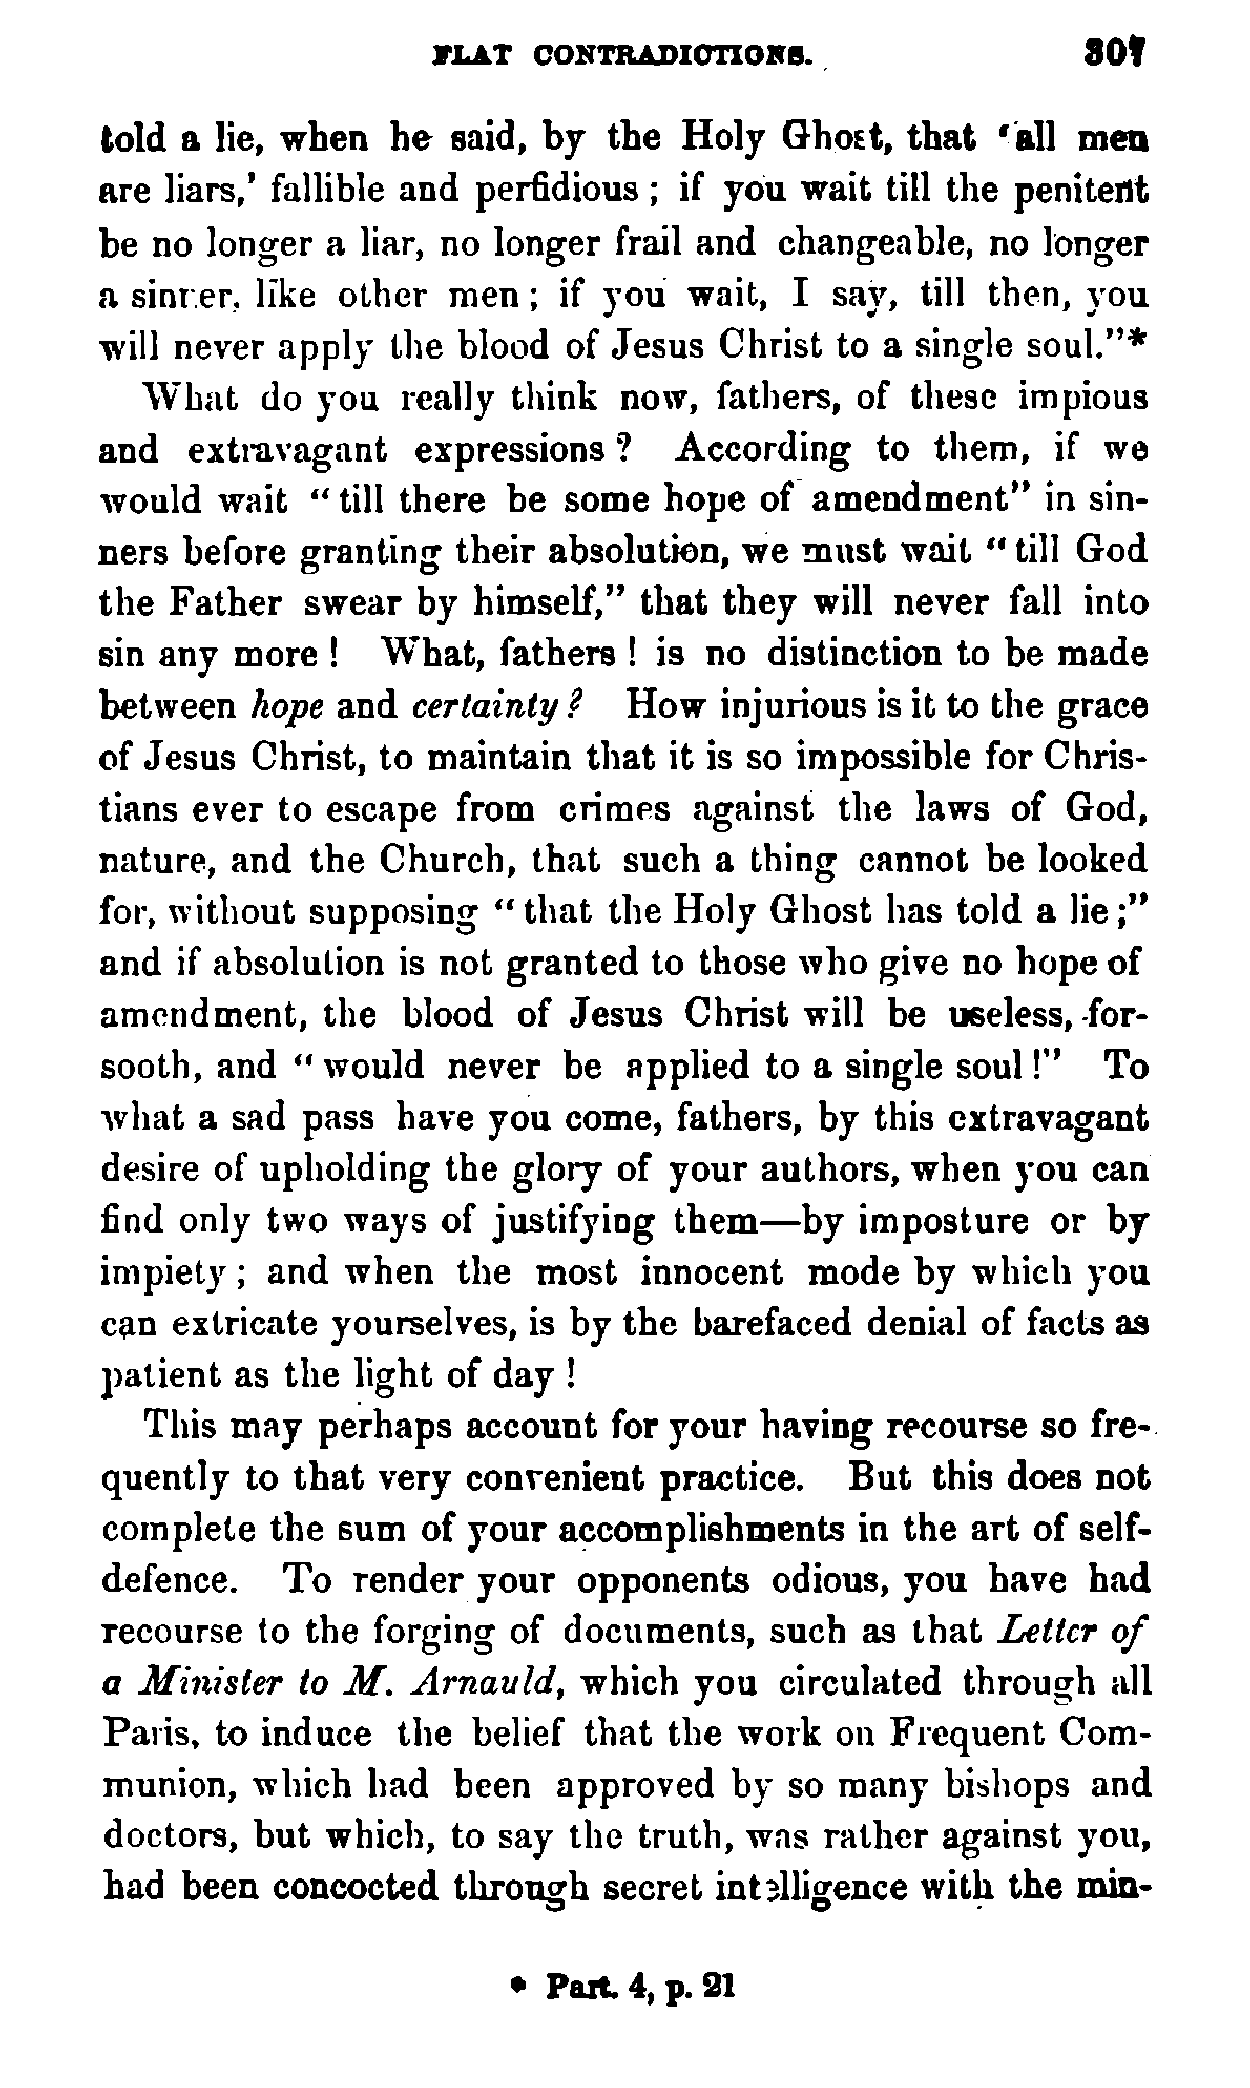 FLAT CONTRADICTIONS. 307
told a lie, when he said, by the Holy Ghost, that 'all men
are liars,' fallible and perfidious ; if you wait till the penitent
be no longer a liar, no longer frail and changeable, no longer
a sinner, like other men ; if you wait, I say, till then, you
will never apply the blood of Jesus Christ to a single soul."*
What do you really think now, fathers, of these impious
and extravagant expressions ? According to them, if we
would wait " till there be some hope of amendment" in sin-
ners before granting their absolution, we must wait " till God
the Father swear by himself," that they will never fall into
sin any more ! What, fathers ! is no distinction to be made
between hope and certainty ? How injurious is it to the grace
of Jesus Christ, to maintain that it is so impossible for Chris-
tians ever to escape from crimes against the laws of God,
nature, and the Church, that such a thing cannot be looked
for, without supposing " that the Holy Ghost has told a lie ;"
and if absolution is not granted to those who give no hope of
amendment, the blood of Jesus Christ will be useless, for-
sooth, and " would never be applied to a single soul !" To
what a sad pass have you come, fathers, by this extravagant
desire of upholding the glory of your authors, when you can
find only two ways of justifying them—by imposture or by
impiety ; and when the most innocent mode by which you
can extricate yourselves, is by the barefaced denial of facts as
patient as the light of day !
This may perhaps account for your having recourse so fre-
quently to that very convenient practice. But this does not
complete the sum of your accomplishments in the art of self-
defence. To render your opponents odious, you have had
recourse to the forging of documents, such as that Letter of
a Minister to M. Arnauld, which you circulated through all
Paris, to induce the belief that the work on Frequent Com-
munion, which had been approved by so many bishops and
doctors, but which, to say the truth, was rather against you,
had been concocted through secret intelligence with the min-
* Part. 4, p. 21